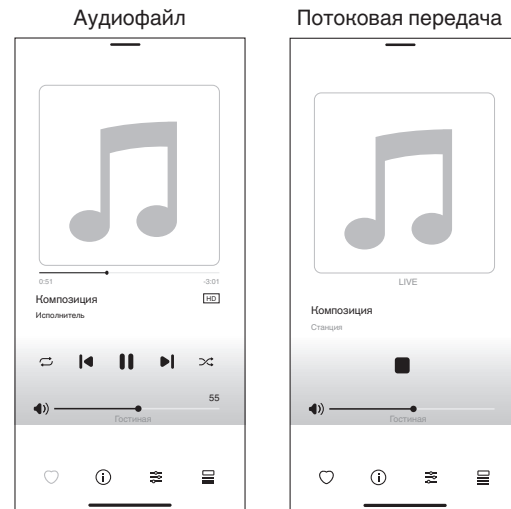 Аудиофайл
0:51 -3:01
Композиция HD
Исполнитель
55
Гостиная
Потоковая передача
LIVE
Композиция
Станция
Гостиная